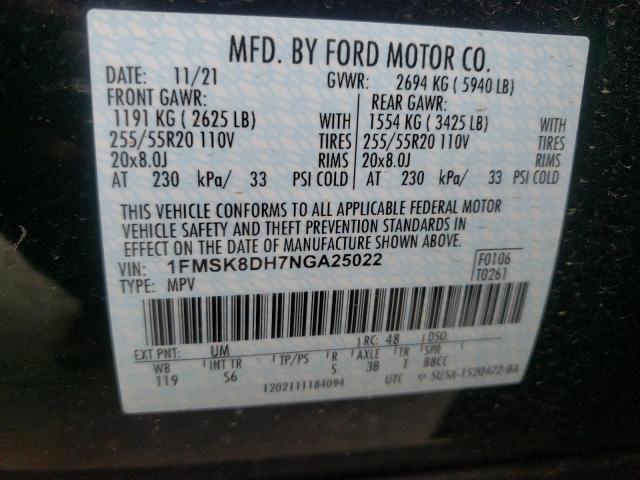 MFD. BY FORD MOTOR CO.
DATE: 11/21 GVWR: 2694 KG ( 5940 LB)
FRONT GAWR: REAR GAWR:
1191 KG ( 2625 LB) WITH 1554 KG ( 3425 LB) WITH
255/55R20 110V TIRES 255/55R20 110V TIRES
20x8.0J RIMS 20x8.0J RIMS
AT 230 kPa/ 33 PSI COLD AT 230 kPa/ 33 PSI COLD
THIS VEHICLE CONFORMS TO ALL APPLICABLE FEDERAL MOTOR
VEHICLE SAFETY AND THEFT PREVENTION STANDARDS IN
EFFECT ON THE DATE OF MANUFACTURE SHOWN ABOVE.
VIN: 1FMSK8DH7NGA25022 F0106
TYPE: MPV T0261
EXT PNT: UM RC: 48 DSO:
WB INT TR TP/PS R AXLE TR SPR
119 S6 S 3B T BBCC
1202111184094 UTC 5U5A-1520472-BA